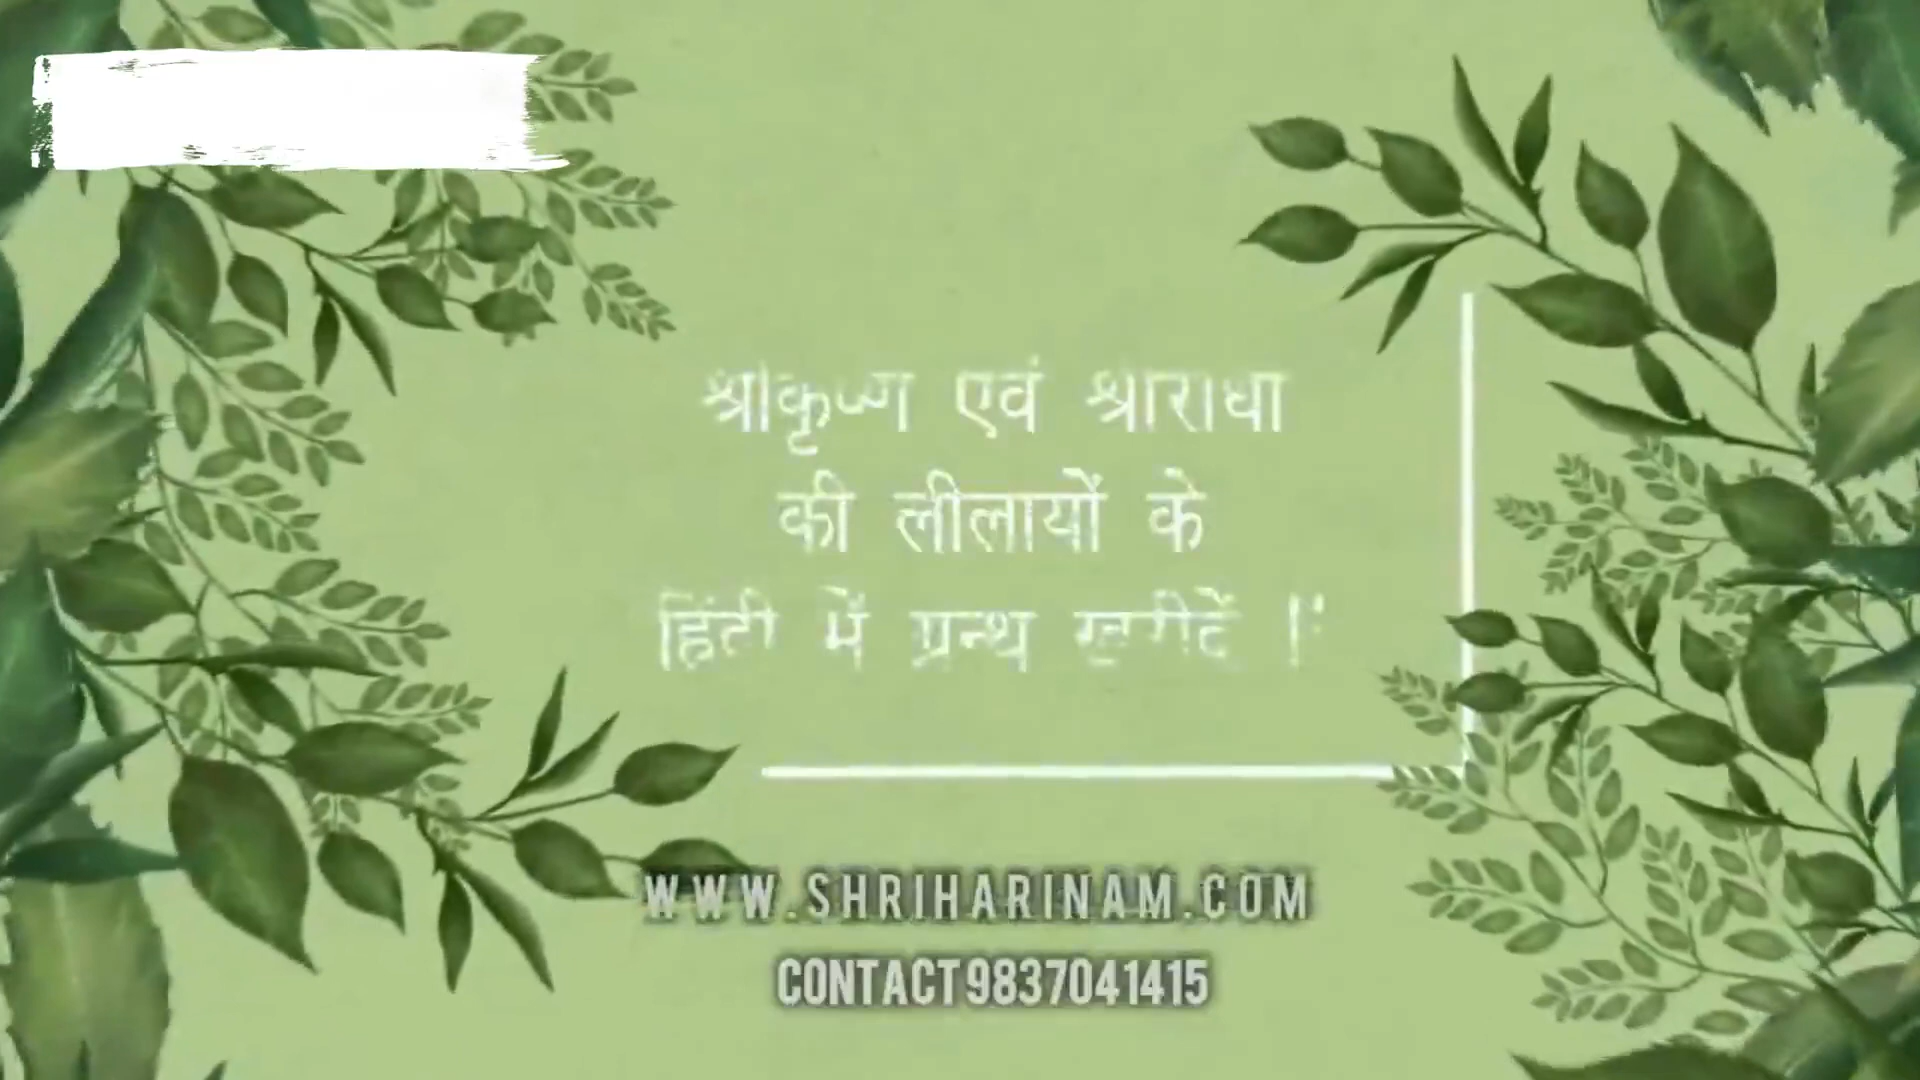 श्रीकृष्ण एवं श्रीराधा
की लीलायों के
हिंदी में ग्रन्थ खरीदें ।
WWW.SHRIHARINAM.COM
CONTACT 9837041415